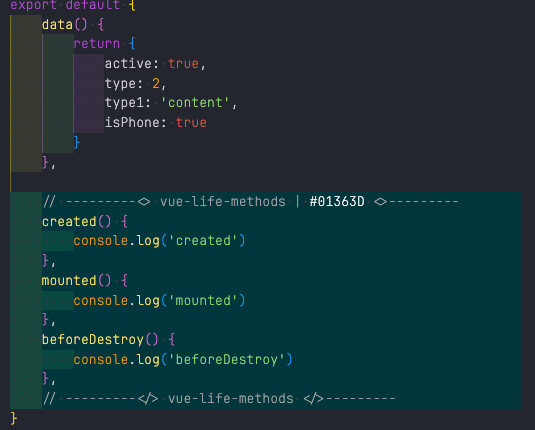 export default {
data() {
return {
active: true,
type: 2,
type1: 'content',
isPhone: true
}
},
// ---------<> vue-life-methods | #01363D <>---------
created() {
console.log('created')
},
mounted() {
console.log('mounted')
},
beforeDestroy() {
console.log('beforeDestroy')
},
// ---------</> vue-life-methods </>---------
}